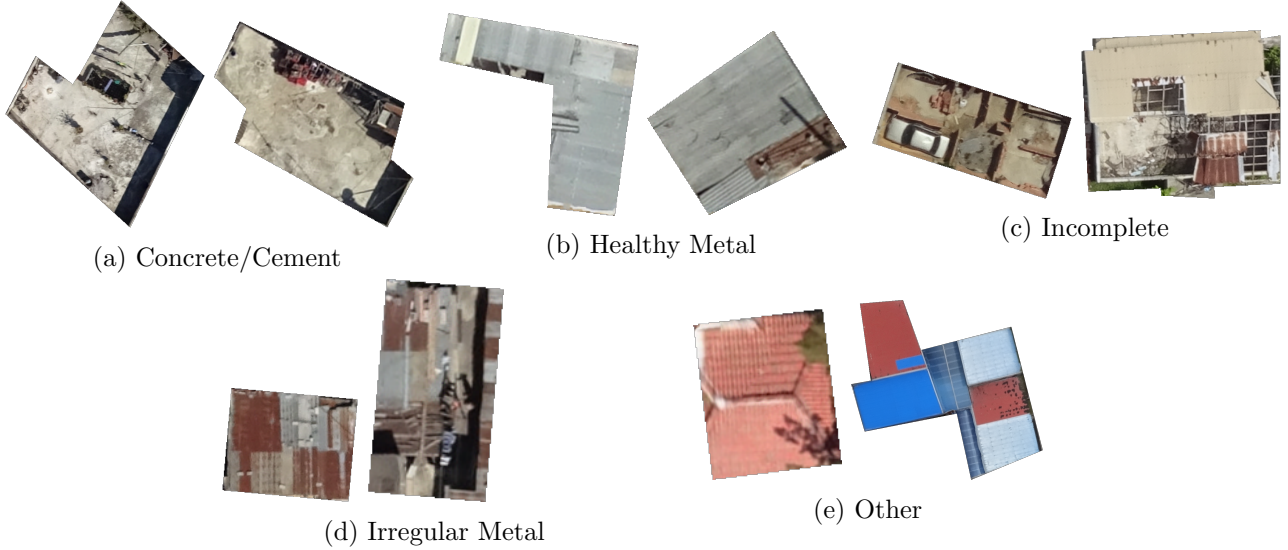 (a) Concrete/Cement
(b) Healthy Metal
(c) Incomplete
(d) Irregular Metal
(e) Other